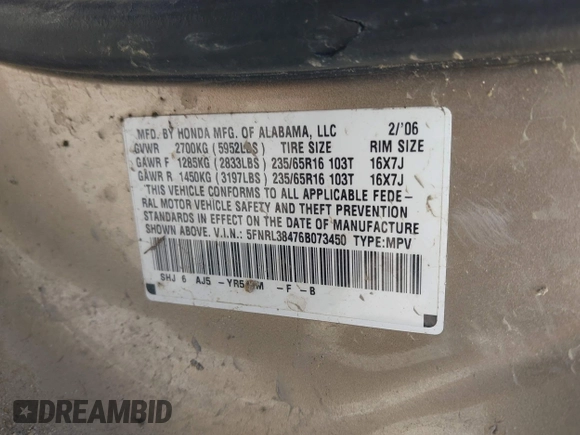 MFD. BY HONDA MFG. OF ALABAMA, LLC 2/'06
GVWR 2700KG (5952LBS) TIRE SIZE RIM SIZE
GAWR F 1285KG (2833LBS) 235/65R16 103T 16X7J
GAWR R 1450KG (3197LBS) 235/65R16 103T 16X7J
THIS VEHICLE CONFORMS TO ALL APPLICABLE FEDE-
RAL MOTOR VEHICLE SAFETY AND THEFT PREVENTION
STANDARDS IN EFFECT ON THE DATE OF MANUFACTURE
SHOWN ABOVE. V.I.N.: 5FNRL38476B073450 TYPE:MPV
SHJ 6 AJ5 -F -B
DREAMBID